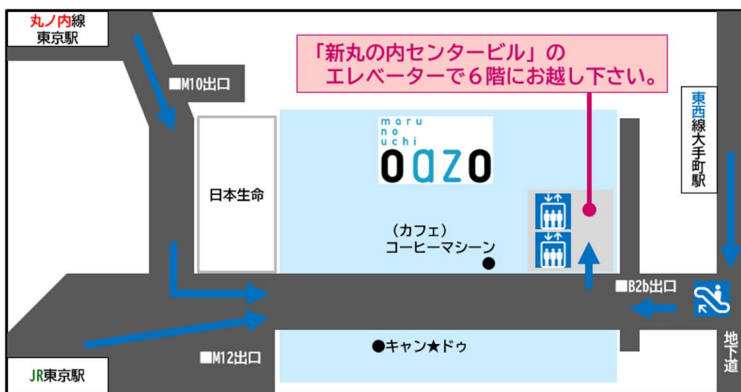 丸ノ内線
東京駅
■M10出口
「新丸の内センタービル」の
エレベーターで6階にお越し下さい。
maru
no
uchi
oazo
東西線大手町駅
日本生命
(カフェ)
コーヒーマシーン
●
■B2b出口
■M12出口
●キャン★ドゥ
JR東京駅
地下道